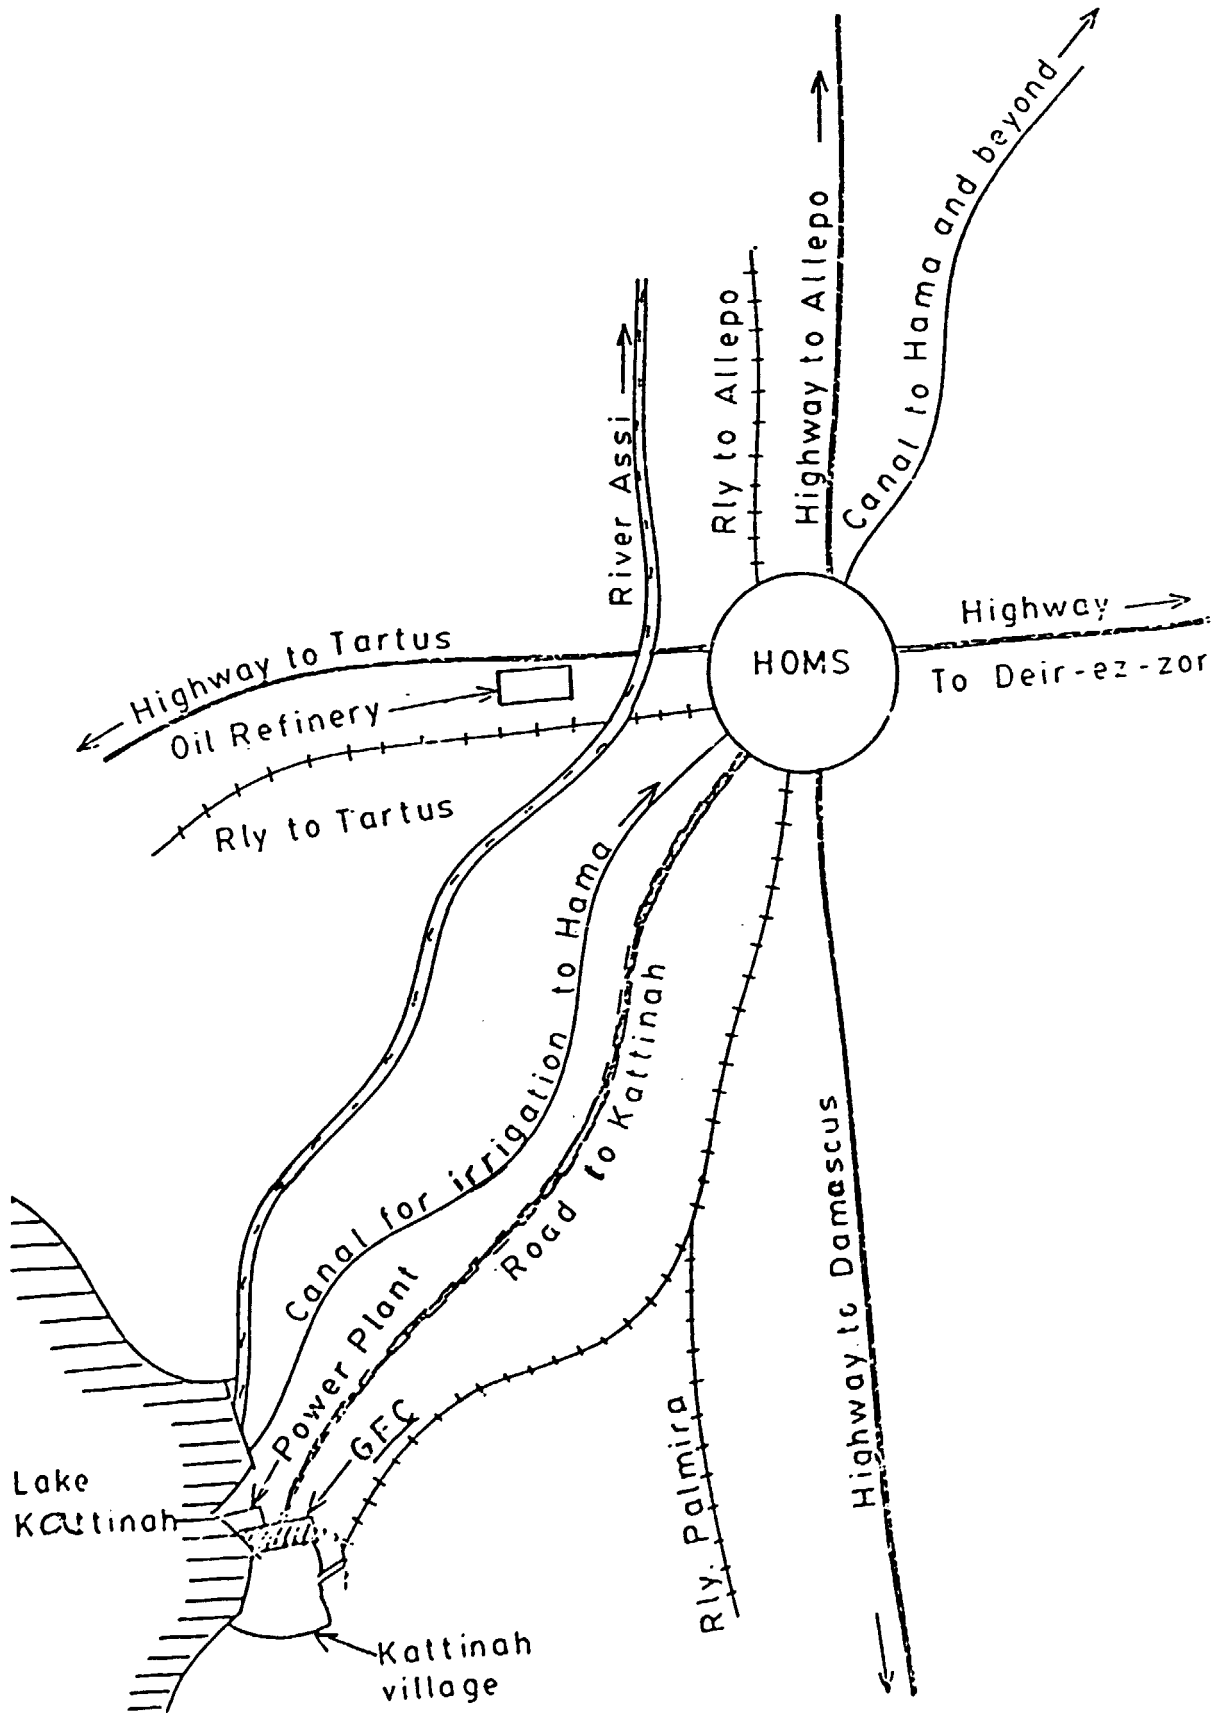 Canal to Hama and beyond
Highway to Allepo
Rly to Allepo
River Assi
Highway
To Deir-ez-zor
HOMS
Highway to Tartus
Oil Refinery
Rly to Tartus
Canal for irrigation to Hama
Road to Kattinah
Highway to Damascus
Power Plant
GFC
Rly. Palmira
Lake
Kattinah
Kattinah
village